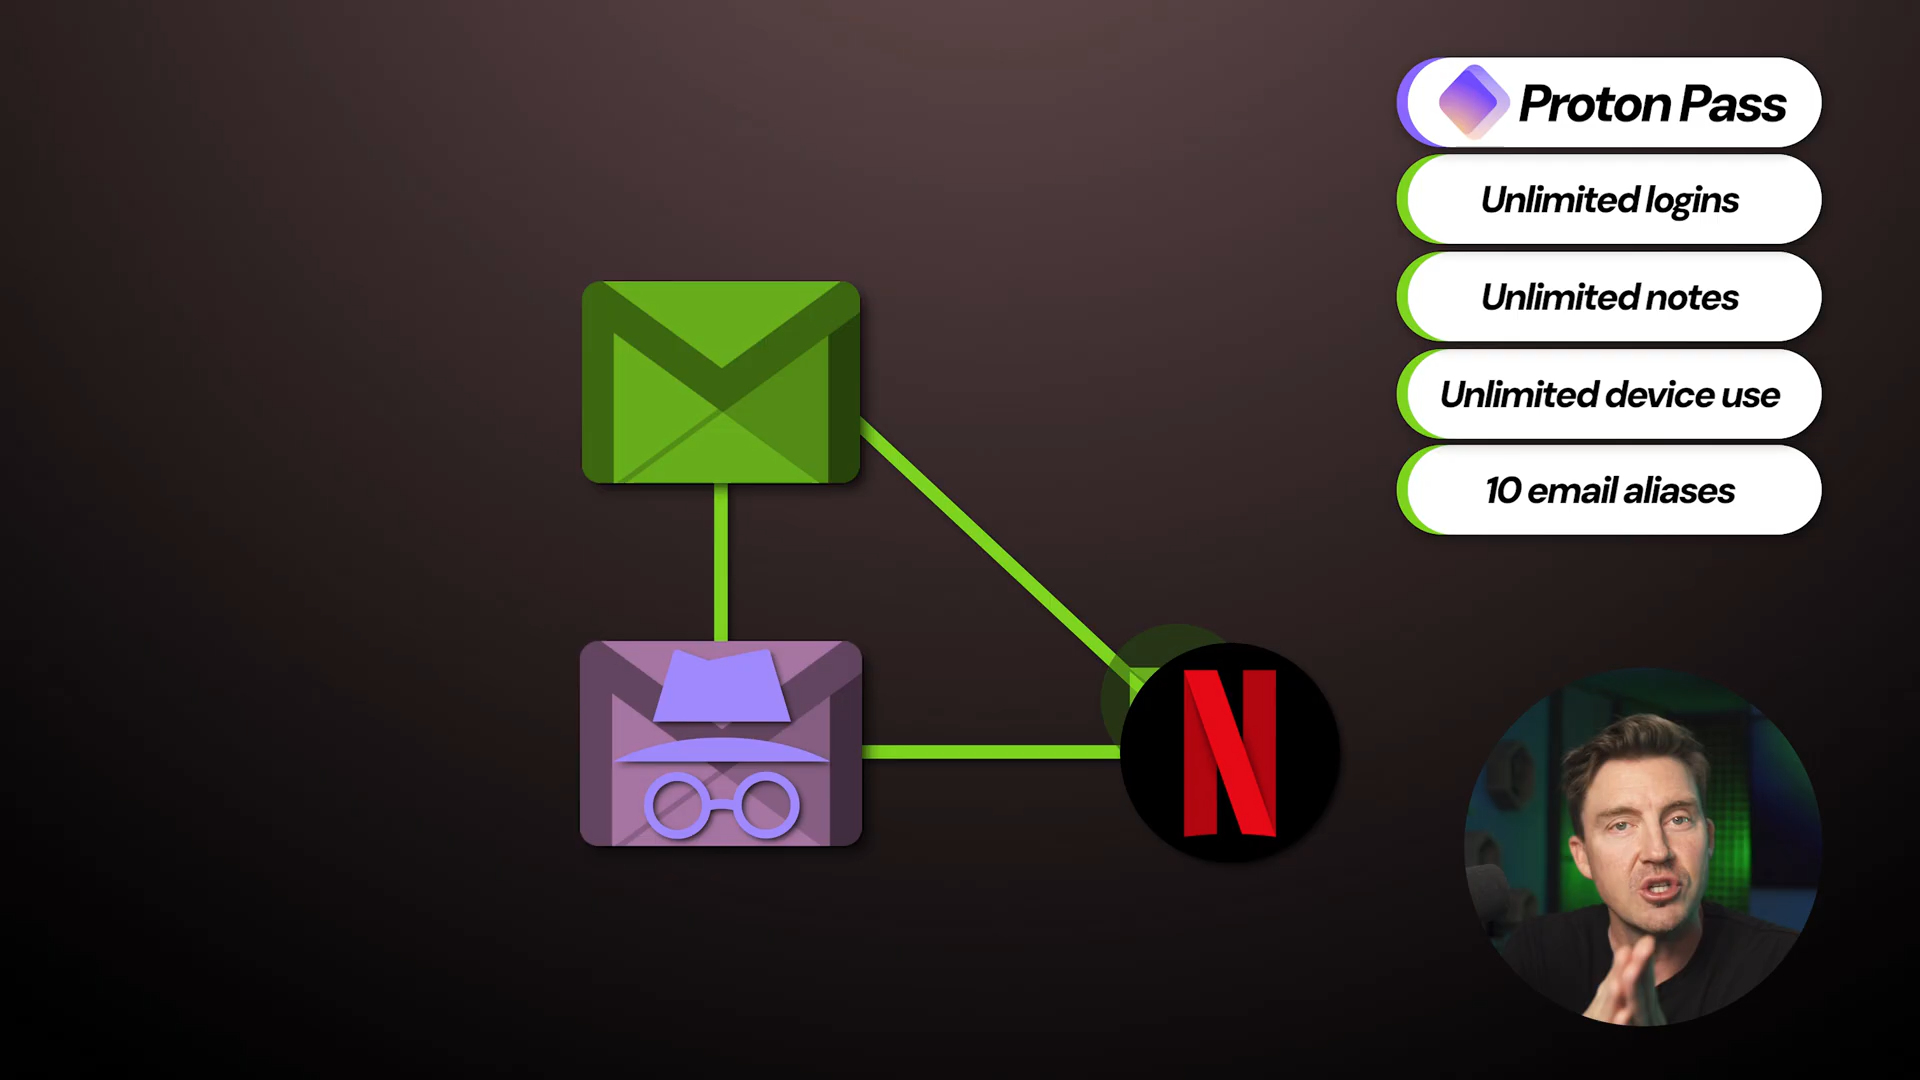 Proton Pass
Unlimited logins
Unlimited notes
Unlimited device use
10 email aliases